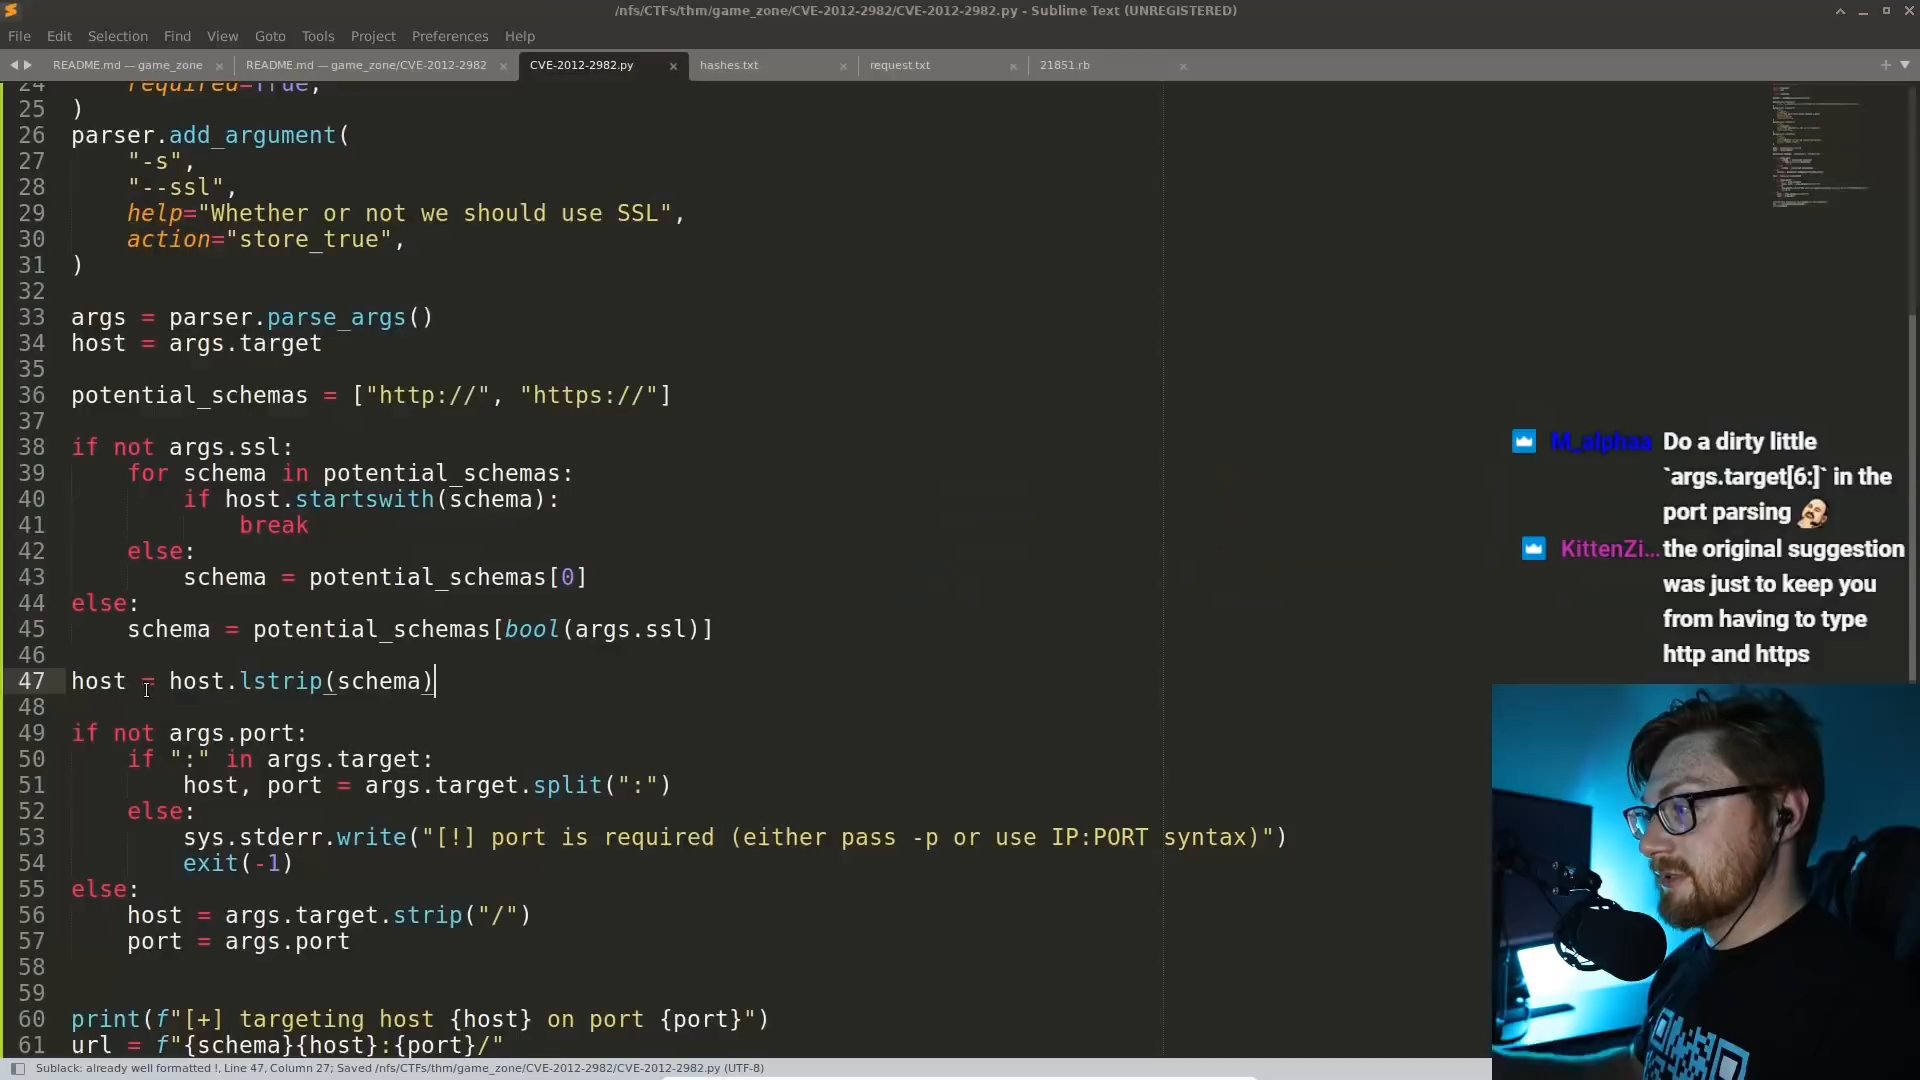 /nfs/CTFs/thm/game_zone/CVE-2012-2982/CVE-2012-2982.py - Sublime Text (UNREGISTERED)
File Edit Selection Find View Goto Tools Project Preferences Help
README.md — game_zone × README.md — game_zone/CVE-2012-2982 × CVE-2012-2982.py × hashes.txt × request.txt × 21851.rb ×
24 required=True,
25 )
26 parser.add_argument(
27 "-s",
28 "--ssl",
29 help="Whether or not we should use SSL",
30 action="store_true",
31 )
32
33 args = parser.parse_args()
34 host = args.target
35
36 potential_schemas = ["http://", "https://"]
37
38 if not args.ssl:
39 for schema in potential_schemas:
40 if host.startswith(schema):
41 break
42 else:
43 schema = potential_schemas[0]
44 else:
45 schema = potential_schemas[bool(args.ssl)]
46
47 host = host.lstrip(schema)
48
49 if not args.port:
50 if ":" in args.target:
51 host, port = args.target.split(":")
52 else:
53 sys.stderr.write("[!] port is required (either pass -p or use IP:PORT syntax)")
54 exit(-1)
55 else:
56 host = args.target.strip("/")
57 port = args.port
58
59
60 print(f"[+] targeting host {host} on port {port}")
61 url = f"{schema}{host}:{port}/"
M_alphaa Do a dirty little
`args.target[6:]` in the
port parsing
KittenZi... the original suggestion
was just to keep you
from having to type
http and https
Sublack: already well formatted !, Line 47, Column 27; Saved /nfs/CTFs/thm/game_zone/CVE-2012-2982/CVE-2012-2982.py (UTF-8)